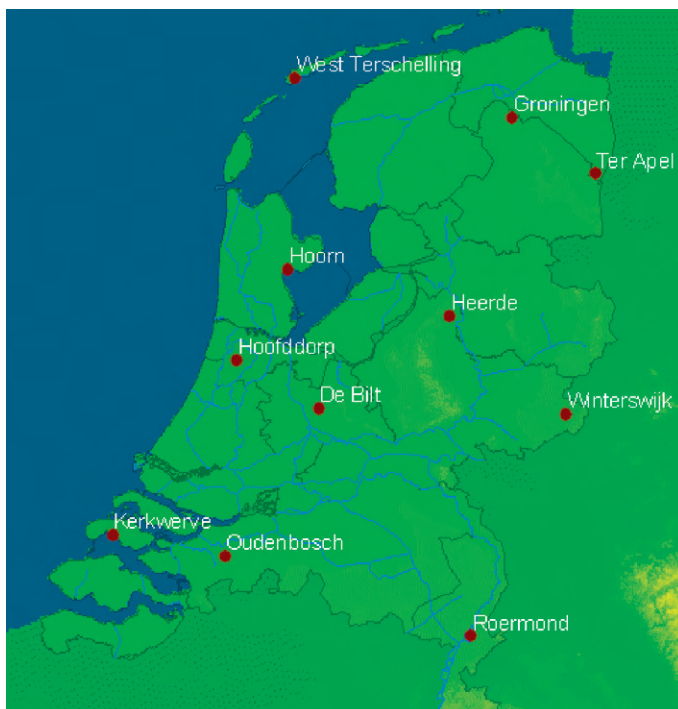 West Terschelling
Groningen
Ter Apel
Hoorn
Heerde
Hoofddorp
De Bilt
Winterswijk
Kerkwerve
Oudenbosch
Roermond